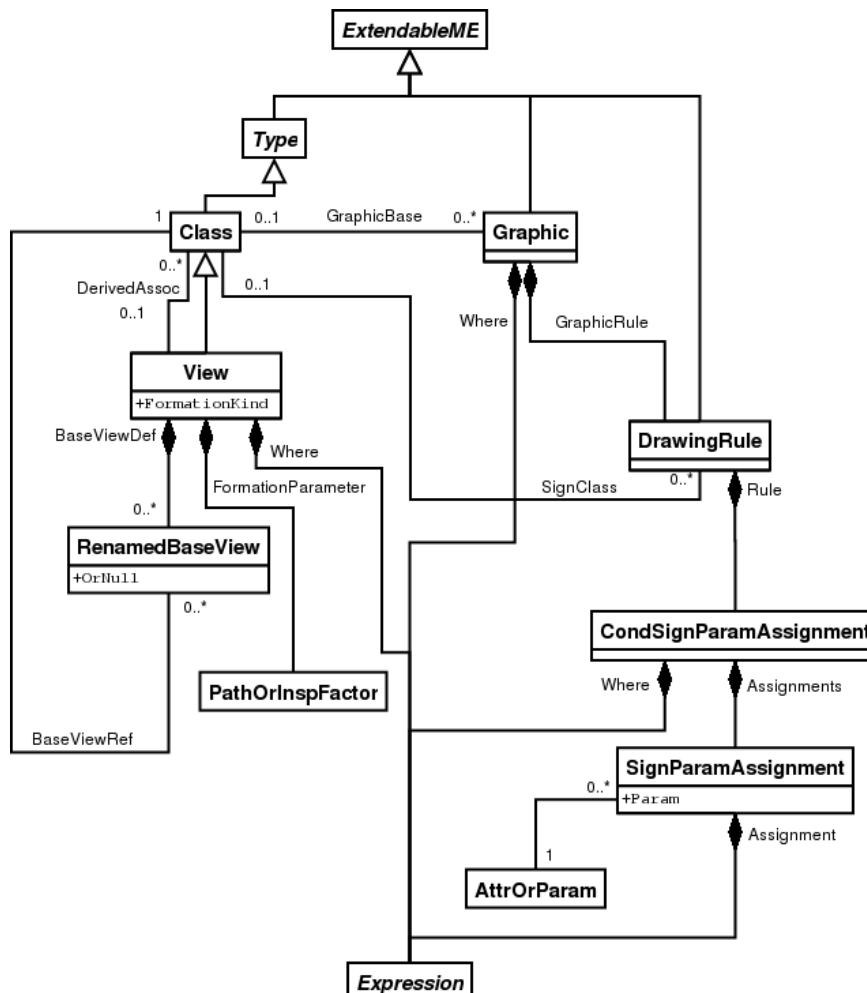 ExtendableME
Type
1
0..1
GraphicBase
0..*
Class
Graphic
0..*
DerivedAssoc
0..1
0..1
Where
GraphicRule
View
+FormationKind
BaseViewDef
Where
DrawingRule
FormationParameter
SignClass
0..*
Rule
0..*
RenamedBaseView
+OrNull
0..*
CondSignParamAssignment
PathOrInspFactor
Where
Assignments
BaseViewRef
SignParamAssignment
0..*
+Param
Assignment
1
AttrOrParam
Expression